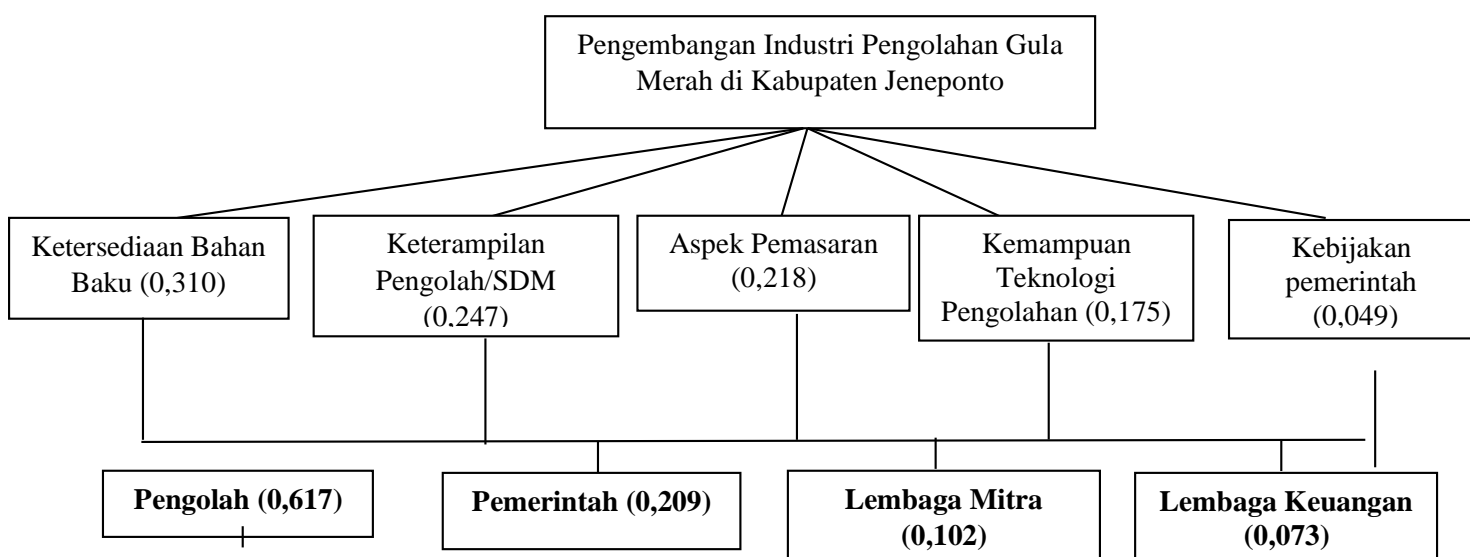 Pengembangan Industri Pengolahan Gula
Merah di Kabupaten Jeneponto
Ketersediaan Bahan
Baku (0,310)
Keterampilan
Pengolah/SDM
(0,247)
Aspek Pemasaran
(0,218)
Kemampuan
Teknologi
Pengolahan (0,175)
Kebijakan
pemerintah
(0,049)
Pengolah (0,617)
Pemerintah (0,209)
Lembaga Mitra
(0,102)
Lembaga Keuangan
(0,073)